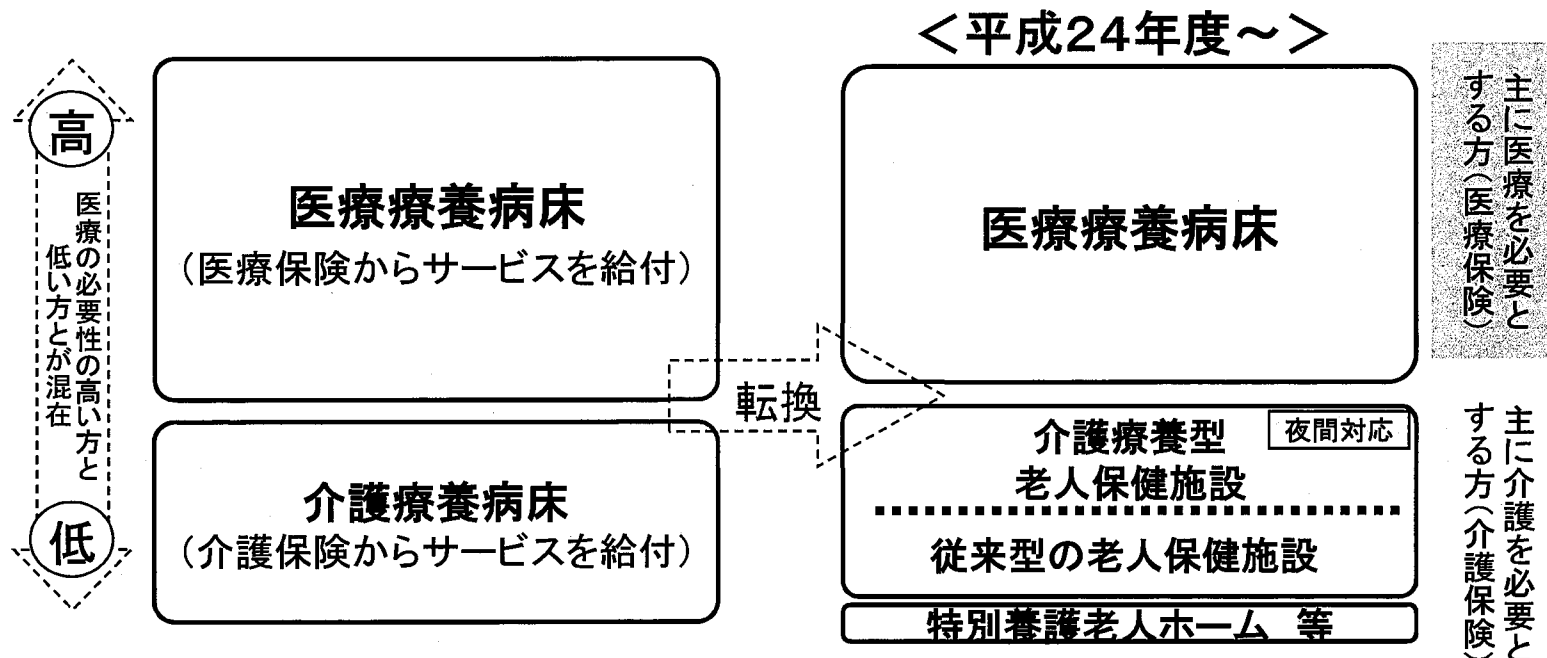 ＜平成24年度～＞
高
医療の必要性の高い方と
低い方とが混在
低
医療療養病床
（医療保険からサービスを給付）
介護療養病床
（介護保険からサービスを給付）
転換
医療療養病床
介護療養型
老人保健施設
夜間対応
従来型の老人保健施設
特別養護老人ホーム 等
主に医療を必要と
する方（医療保険）
主に介護を必要と
する方（介護保険）